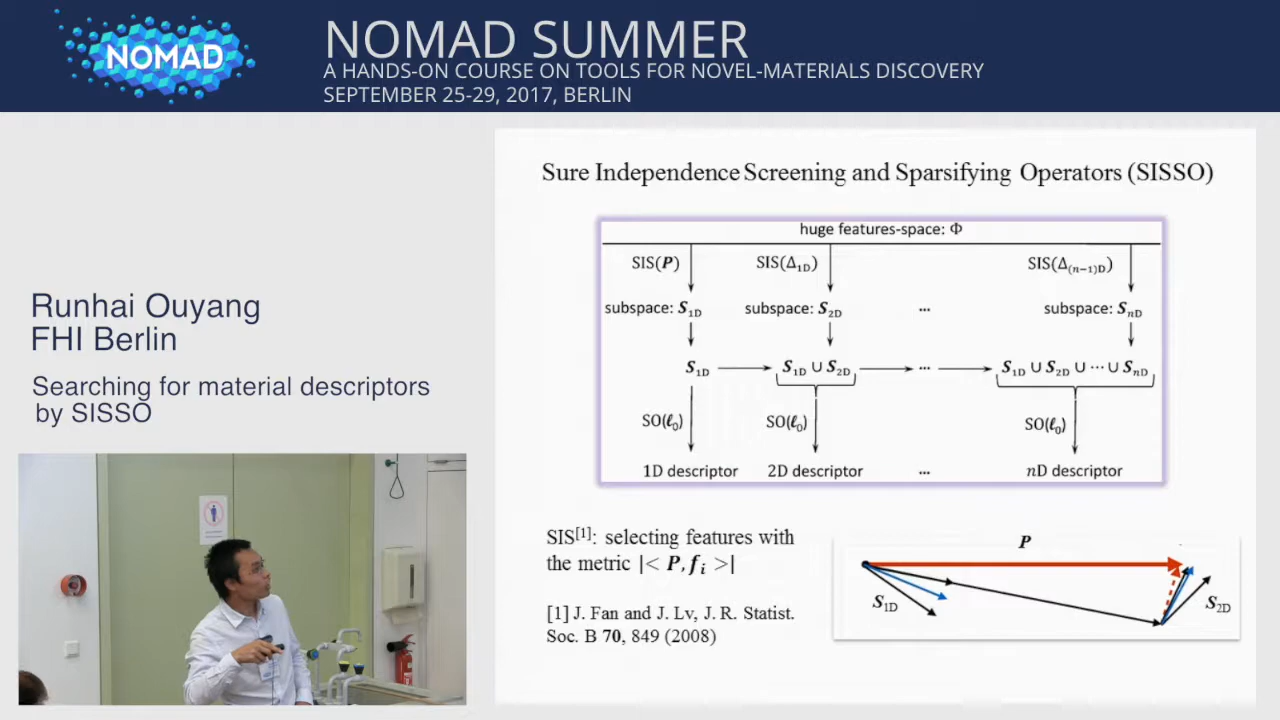 NOMAD
NOMAD SUMMER
A HANDS-ON COURSE ON TOOLS FOR NOVEL-MATERIALS DISCOVERY
SEPTEMBER 25-29, 2017, BERLIN
Runhai Ouyang
FHI Berlin
Searching for material descriptors
by SISSO
Sure Independence Screening and Sparsifying Operators (SISSO)
huge features-space: Φ
SIS(P) SIS(Δ₁D) SIS(Δ₍ₙ₋₁₎D)
subspace: S₁D subspace: S₂D ... subspace: SₙD
S₁D S₁D ∪ S₂D ... S₁D ∪ S₂D ∪ ⋯ ∪ SₙD
SO(ℓ₀) SO(ℓ₀) SO(ℓ₀)
1D descriptor 2D descriptor ... nD descriptor
SIS[1]: selecting features with
the metric |< P, fᵢ >|
[1] J. Fan and J. Lv, J. R. Statist.
Soc. B 70, 849 (2008)
P
S₁D
S₂D